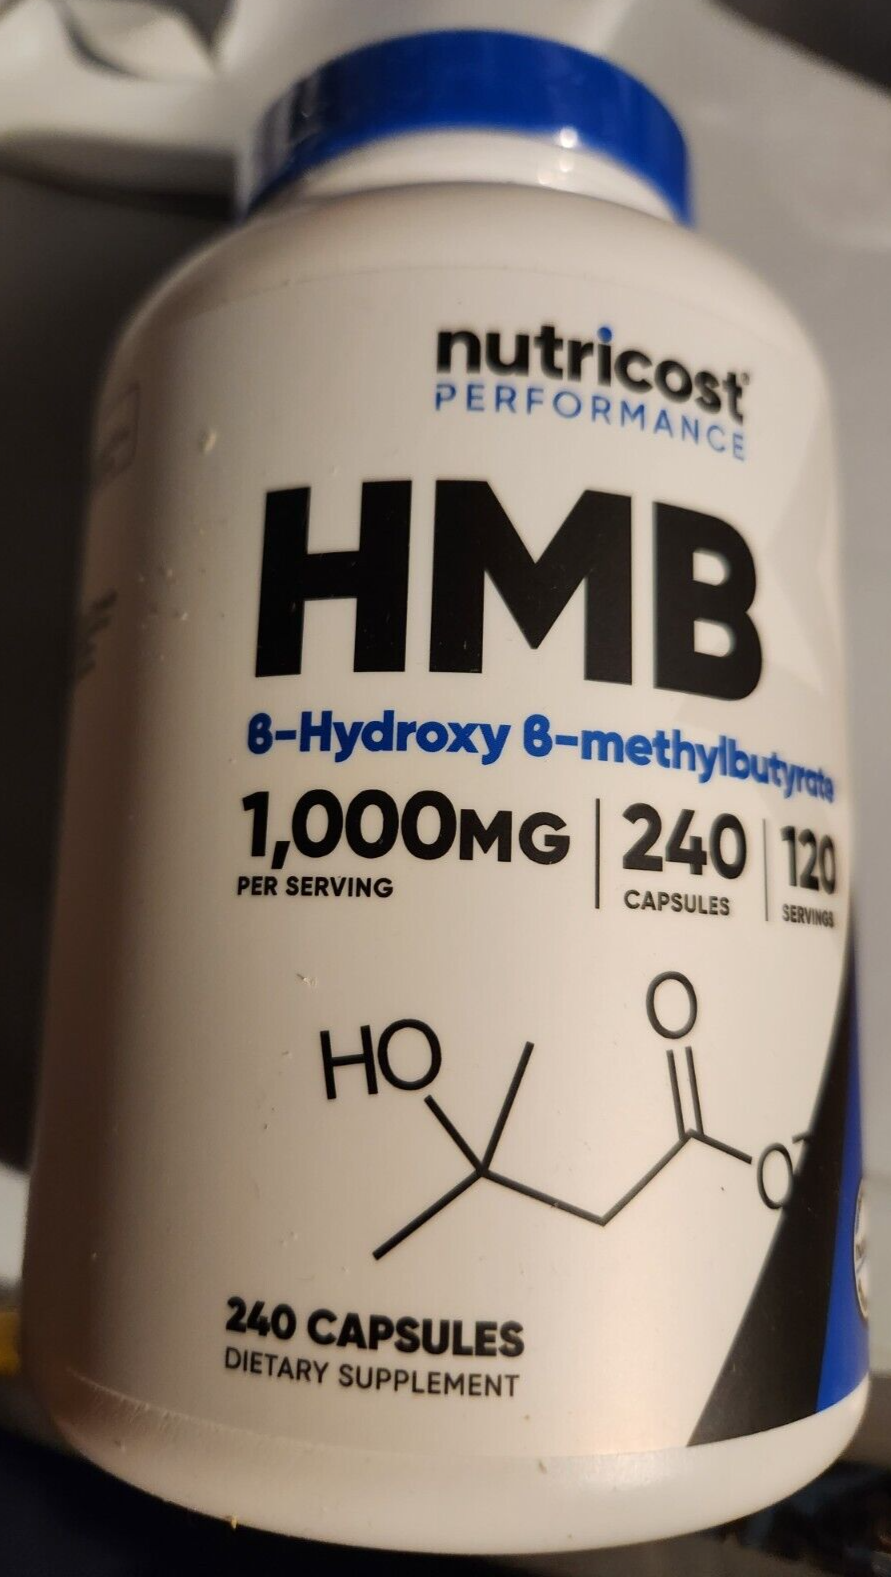 nutricost®
PERFORMANCE
HMB
β-Hydroxy β-methylbutyrate
1,000MG | 240 | 120
PER SERVING CAPSULES SERVINGS
HO
O
O⁻
240 CAPSULES
DIETARY SUPPLEMENT